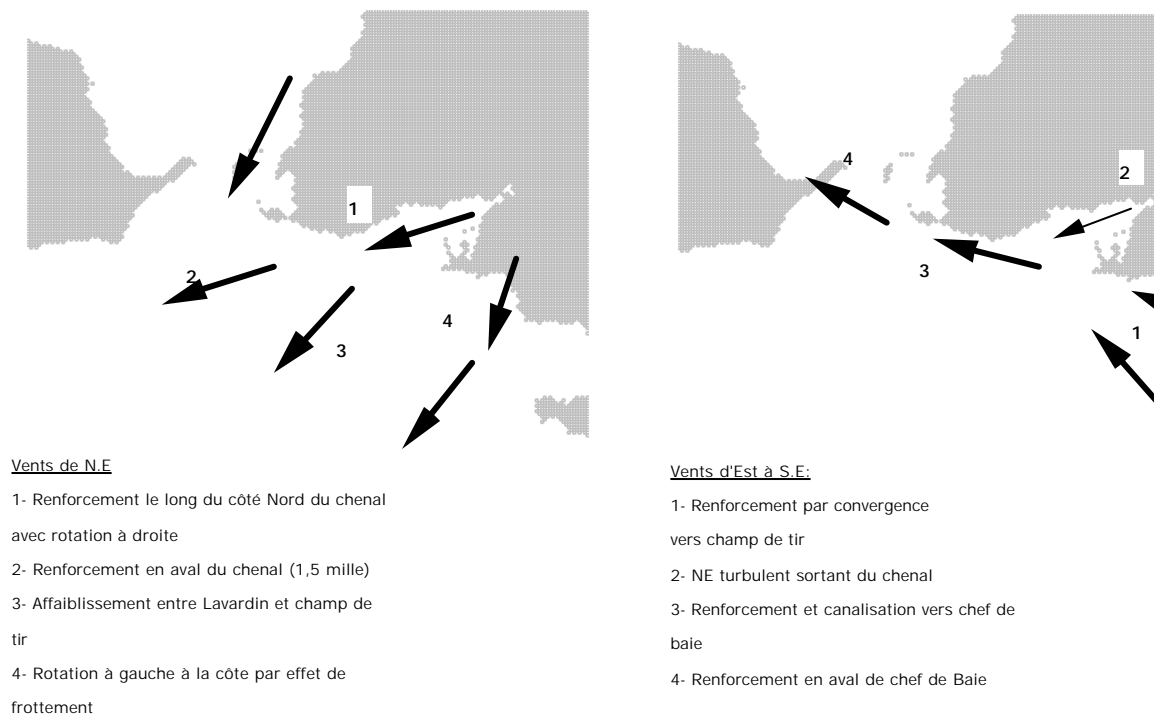 1
2
3
4
Vents de N.E
1- Renforcement le long du côté Nord du chenal
avec rotation à droite
2- Renforcement en aval du chenal (1,5 mille)
3- Affaiblissement entre Lavardin et champ de
tir
4- Rotation à gauche à la côte par effet de
frottement
4
2
3
1
Vents d'Est à S.E:
1- Renforcement par convergence
vers champ de tir
2- NE turbulent sortant du chenal
3- Renforcement et canalisation vers chef de
baie
4- Renforcement en aval de chef de Baie